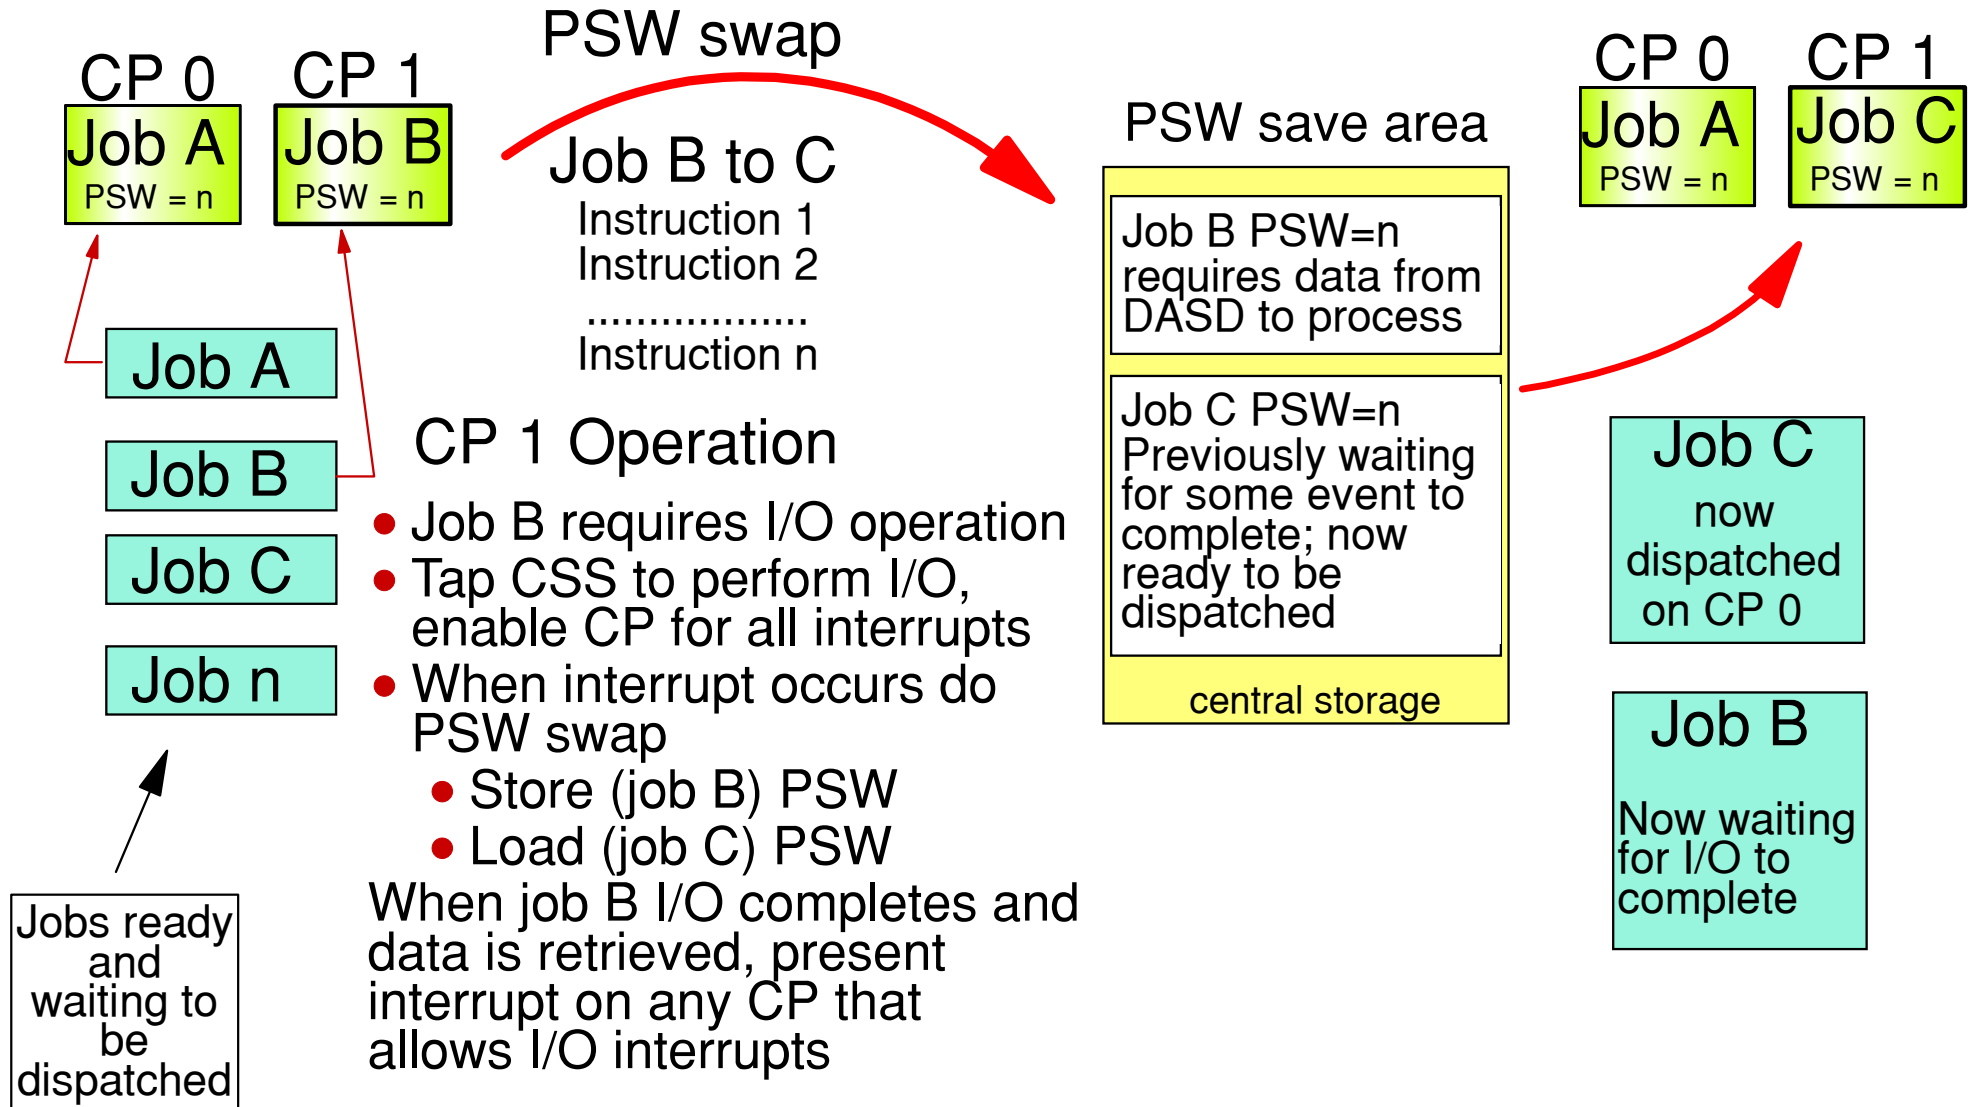 PSW swap
CP 0
CP 1
Job A
PSW = n
Job B
PSW = n
Job B to C
Instruction 1
Instruction 2
..................
Instruction n
Job A
Job B
Job C
Job n
Jobs ready
and
waiting to
be
dispatched
CP 1 Operation
Job B requires I/O operation
Tap CSS to perform I/O,
enable CP for all interrupts
When interrupt occurs do
PSW swap
Store (job B) PSW
Load (job C) PSW
When job B I/O completes and
data is retrieved, present
interrupt on any CP that
allows I/O interrupts
PSW save area
Job B PSW=n
requires data from
DASD to process
Job C PSW=n
Previously waiting
for some event to
complete; now
ready to be
dispatched
central storage
CP 0
CP 1
Job A
PSW = n
Job C
PSW = n
Job C
now
dispatched
on CP 0
Job B
Now waiting
for I/O to
complete